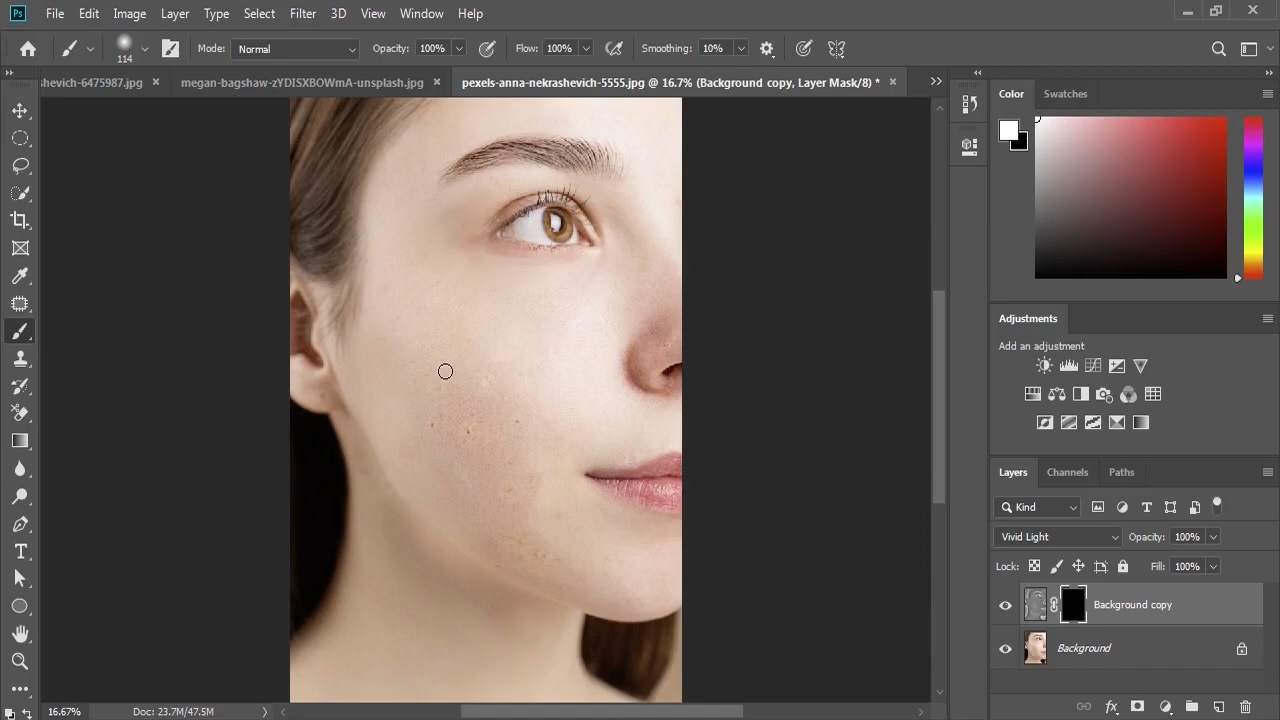 Ps File Edit Image Layer Type Select Filter 3D View Window Help
114 Mode: Normal Opacity: 100% Flow: 100% Smoothing: 10%
shevich-6475987.jpg × megan-bagshaw-zYDISXBOWmA-unsplash.jpg × pexels-anna-nekrashevich-5555.jpg @ 16.7% (Background copy, Layer Mask/8) * ×
Color Swatches
Adjustments
Add an adjustment
Layers Channels Paths
Kind
Vivid Light Opacity: 100%
Lock: Fill: 100%
Background copy
Background
16.67% Doc: 23.7M/47.5M